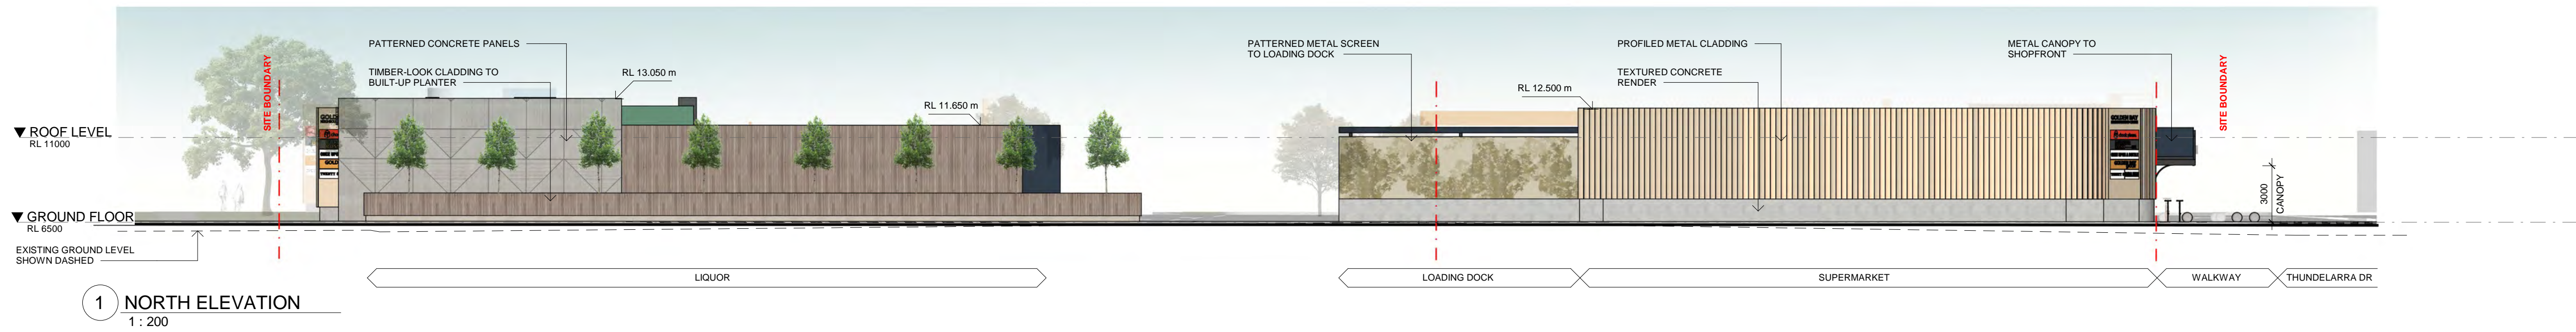 PATTERNED CONCRETE PANELS
TIMBER-LOOK CLADDING TO
BUILT-UP PLANTER
RL 13.050 m
RL 11.650 m
PATTERNED METAL SCREEN
TO LOADING DOCK
RL 12.500 m
PROFILED METAL CLADDING
TEXTURED CONCRETE
RENDER
METAL CANOPY TO
SHOPFRONT
SITE BOUNDARY
SITE BOUNDARY
ROOF LEVEL
RL 11000
GROUND FLOOR
RL 6500
EXISTING GROUND LEVEL
SHOWN DASHED
GOLDEN BAY
3000
CANOPY
LIQUOR
LOADING DOCK
SUPERMARKET
WALKWAY
THUNDELARRA DR
1 NORTH ELEVATION
1 : 200